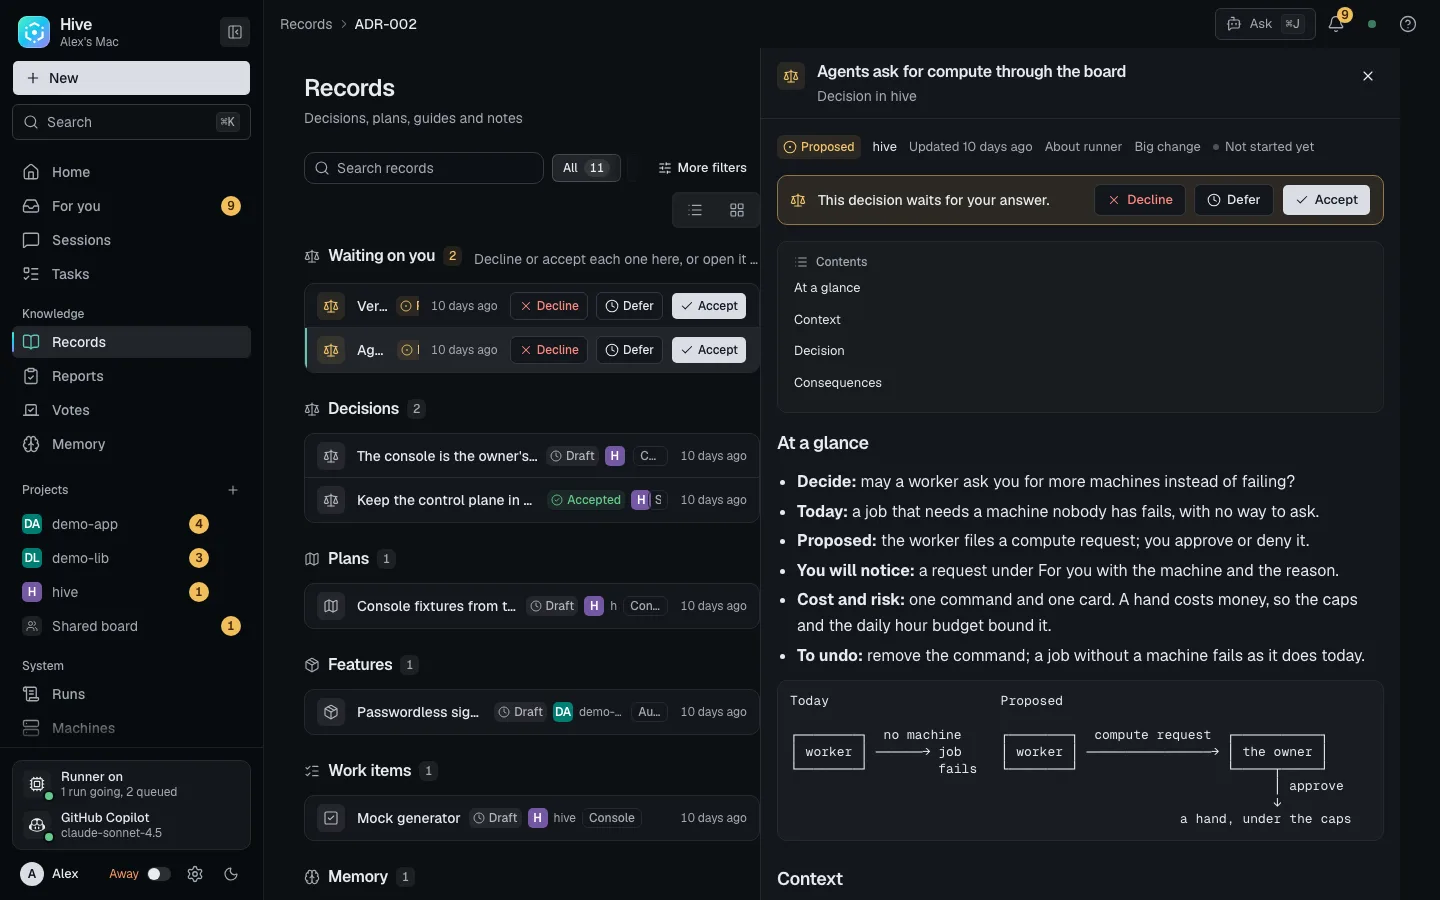 Hive
Alex's Mac
New
Search ⌘K
Home
For you 9
Sessions
Tasks
Knowledge
Records
Reports
Votes
Memory
Projects
DA demo-app 4
DL demo-lib 3
H hive 1
Shared board 1
System
Runs
Machines
Runner on
1 run going, 2 queued
GitHub Copilot
claude-sonnet-4.5
A Alex Away
Records > ADR-002
Ask ⌘J 9
Records
Decisions, plans, guides and notes
Search records All 11 More filters
Waiting on you 2 Decline or accept each one here, or open it ...
Ver... 10 days ago Decline Defer Accept
Ag... 10 days ago Decline Defer Accept
Decisions 2
The console is the owner's... Draft H C... 10 days ago
Keep the control plane in ... Accepted H S 10 days ago
Plans 1
Console fixtures from t... Draft H h Con... 10 days ago
Features 1
Passwordless sig... Draft DA demo-... Au... 10 days ago
Work items 1
Mock generator Draft H hive Console 10 days ago
Memory 1
Agents ask for compute through the board
Decision in hive
Proposed hive Updated 10 days ago About runner Big change Not started yet
This decision waits for your answer. Decline Defer Accept
Contents
At a glance
Context
Decision
Consequences
At a glance
• Decide: may a worker ask you for more machines instead of failing?
• Today: a job that needs a machine nobody has fails, with no way to ask.
• Proposed: the worker files a compute request; you approve or deny it.
• You will notice: a request under For you with the machine and the reason.
• Cost and risk: one command and one card. A hand costs money, so the caps
and the daily hour budget bound it.
• To undo: remove the command; a job without a machine fails as it does today.
Today Proposed
no machine compute request
worker job worker the owner
fails
approve
a hand, under the caps
Context